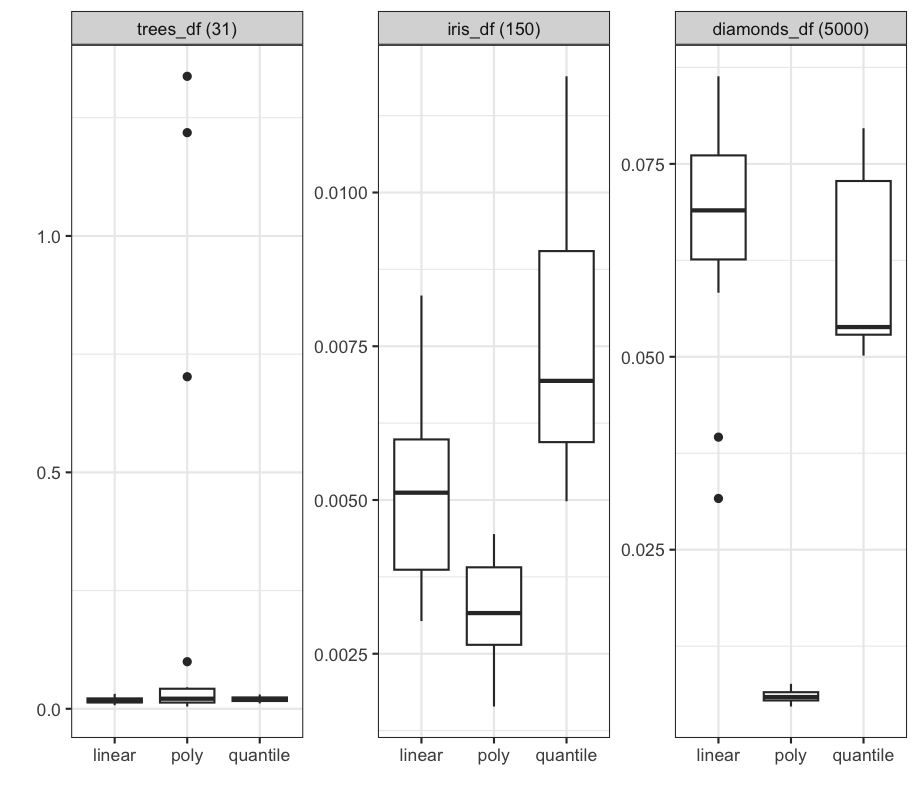 trees_df (31)
iris_df (150)
diamonds_df (5000)
1.0
0.5
0.0
0.0100
0.0075
0.0050
0.0025
0.075
0.050
0.025
linear poly quantile
linear poly quantile
linear poly quantile